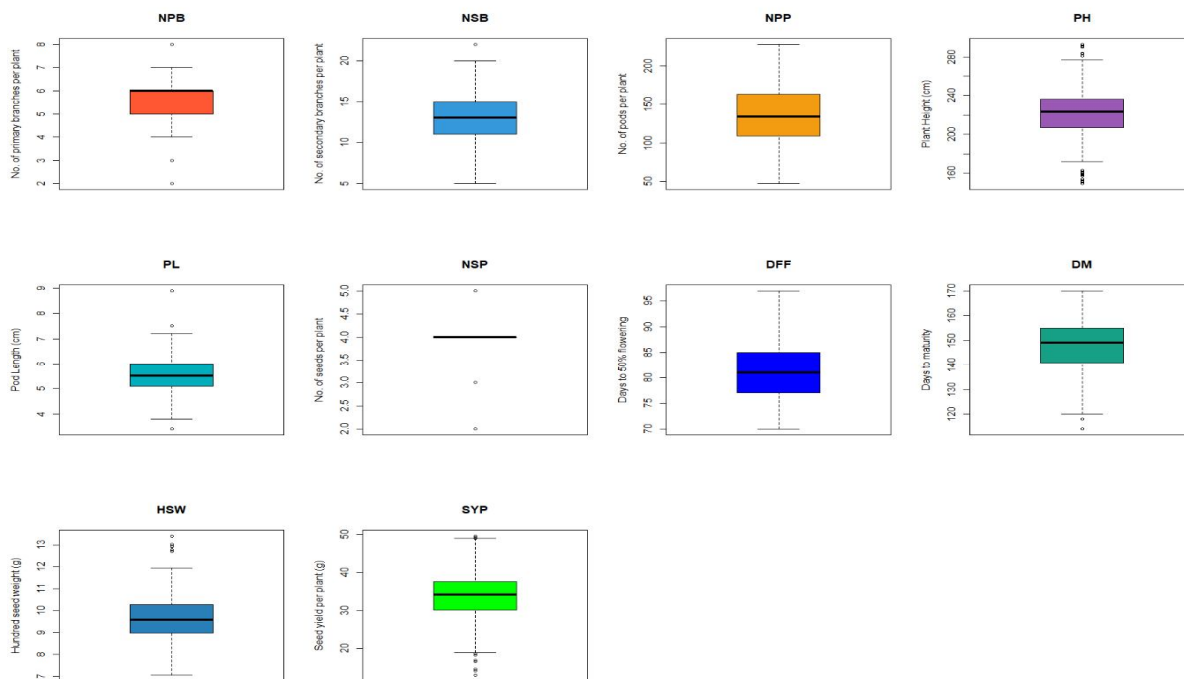 NPB
No. of primary branches per plant
2 3 4 5 6 7 8
NSB
No. of secondary branches per plant
5 10 15 20
NPP
No. of pods per plant
50 100 150 200
PH
Plant Height (cm)
160 200 240 280
PL
Pod Length (cm)
4 5 6 7 8 9
NSP
No. of seeds per plant
2.0 2.5 3.0 3.5 4.0 4.5 5.0
DFF
Days to 50% flowering
70 75 80 85 90 95
DM
Days to maturity
120 130 140 150 160 170
HSW
Hundred seed weight (g)
7 8 9 10 11 12 13
SYP
Seed yield per plant (g)
20 30 40 50